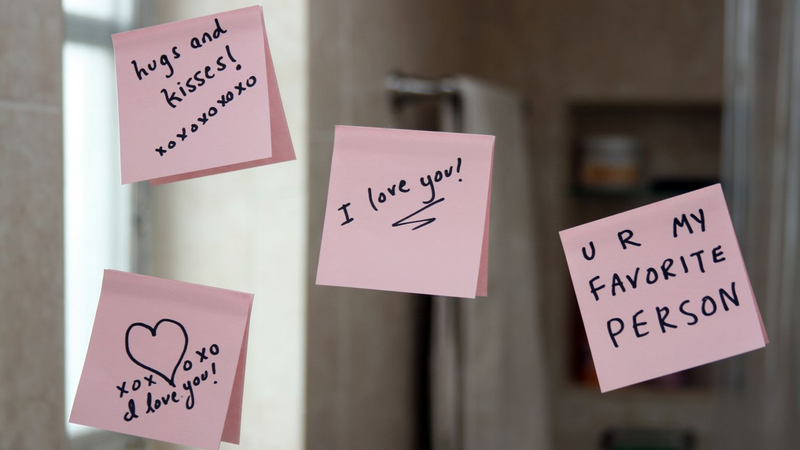 hugs and
kisses!
xoxoxoxoxo
I love you!
U R MY
FAVORITE
PERSON
xox oxo
I love you!